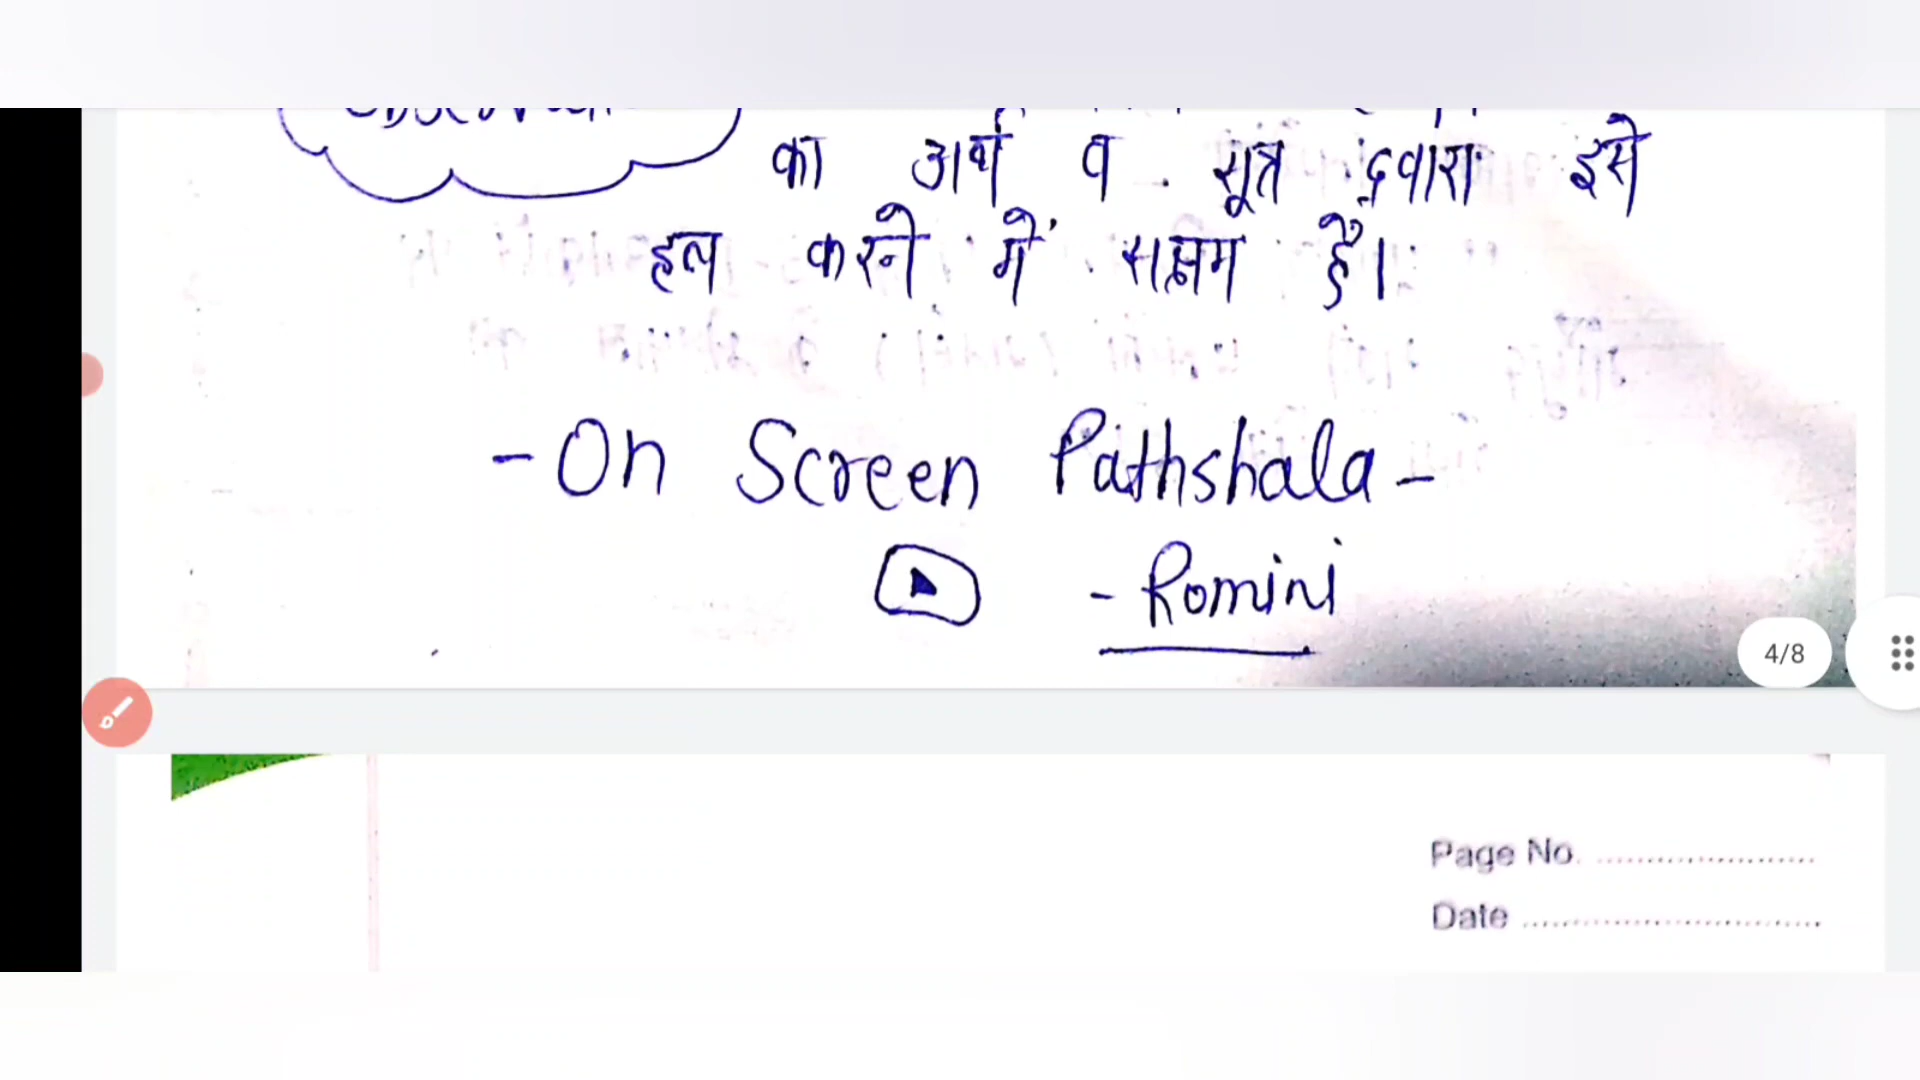 का अर्थ व सूत्र द्वारा इसे
हल करने में सक्षम है।
- On Screen Pathshala -
- Romini
4/8
Page No. ....................
Date ............................